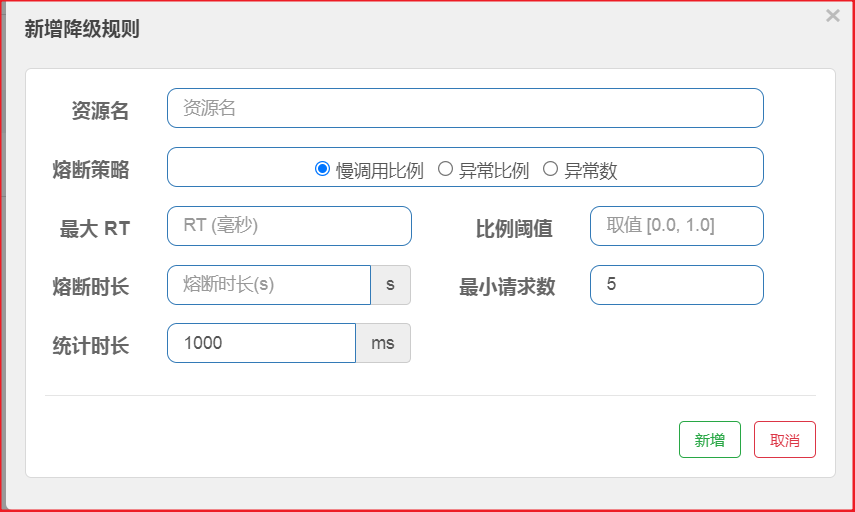 新增降级规则 ×
资源名 资源名
熔断策略 慢调用比例 异常比例 异常数
最大 RT RT (毫秒) 比例阈值 取值 [0.0, 1.0]
熔断时长 熔断时长(s) s 最小请求数 5
统计时长 1000 ms
新增 取消